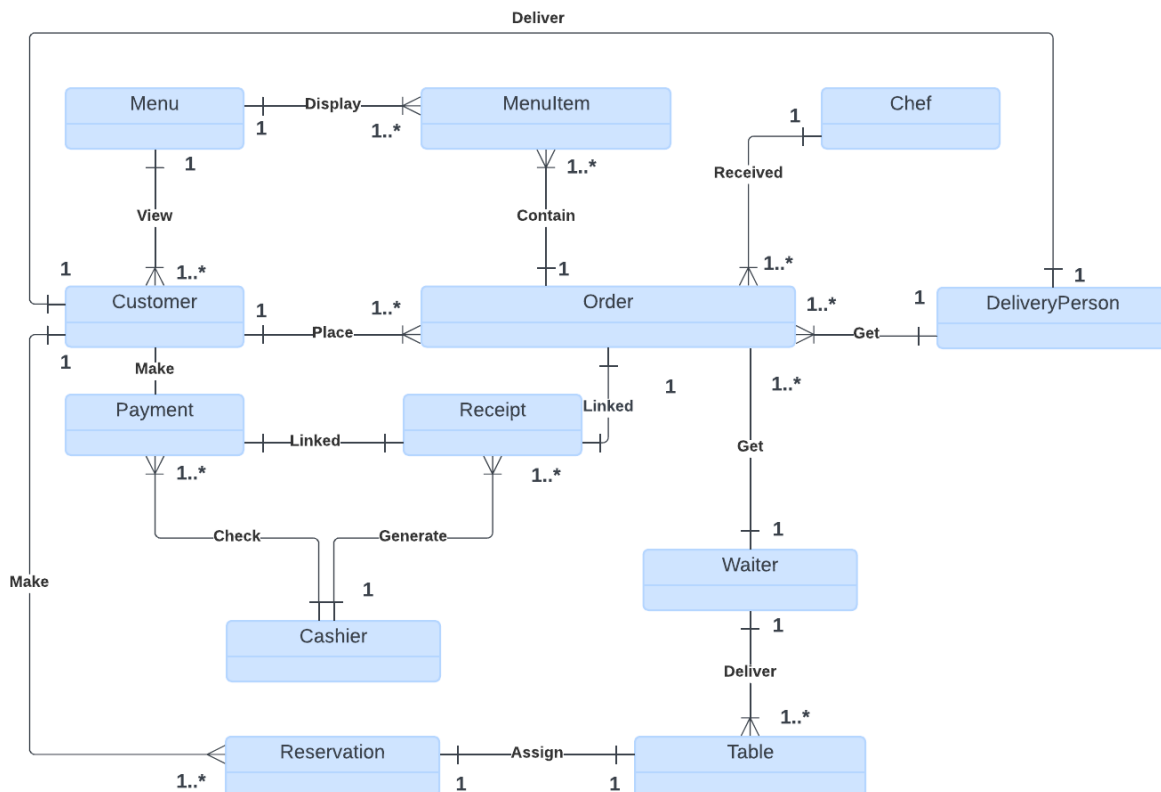 Deliver
Menu
Display
MenuItem
Chef
1
1
1..*
1
1..*
Received
View
Contain
1
1..*
1
1..*
1
Customer
1
1..*
Order
1..*
1
DeliveryPerson
Place
Get
1
Make
1
1..*
Payment
Linked
Receipt
Linked
Get
1..*
1..*
Check
Generate
1
Make
1
Waiter
Cashier
1
Deliver
1..*
Reservation
Assign
Table
1..*
1
1